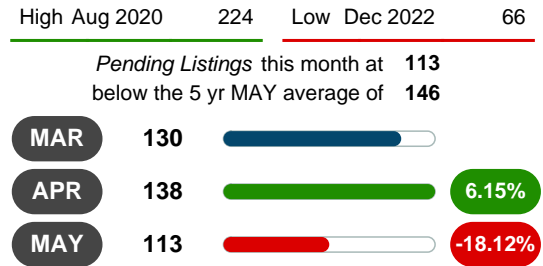 High Aug 2020 224 Low Dec 2022 66
Pending Listings this month at 113
below the 5 yr MAY average of 146
MAR 130
APR 138 6.15%
MAY 113 -18.12%